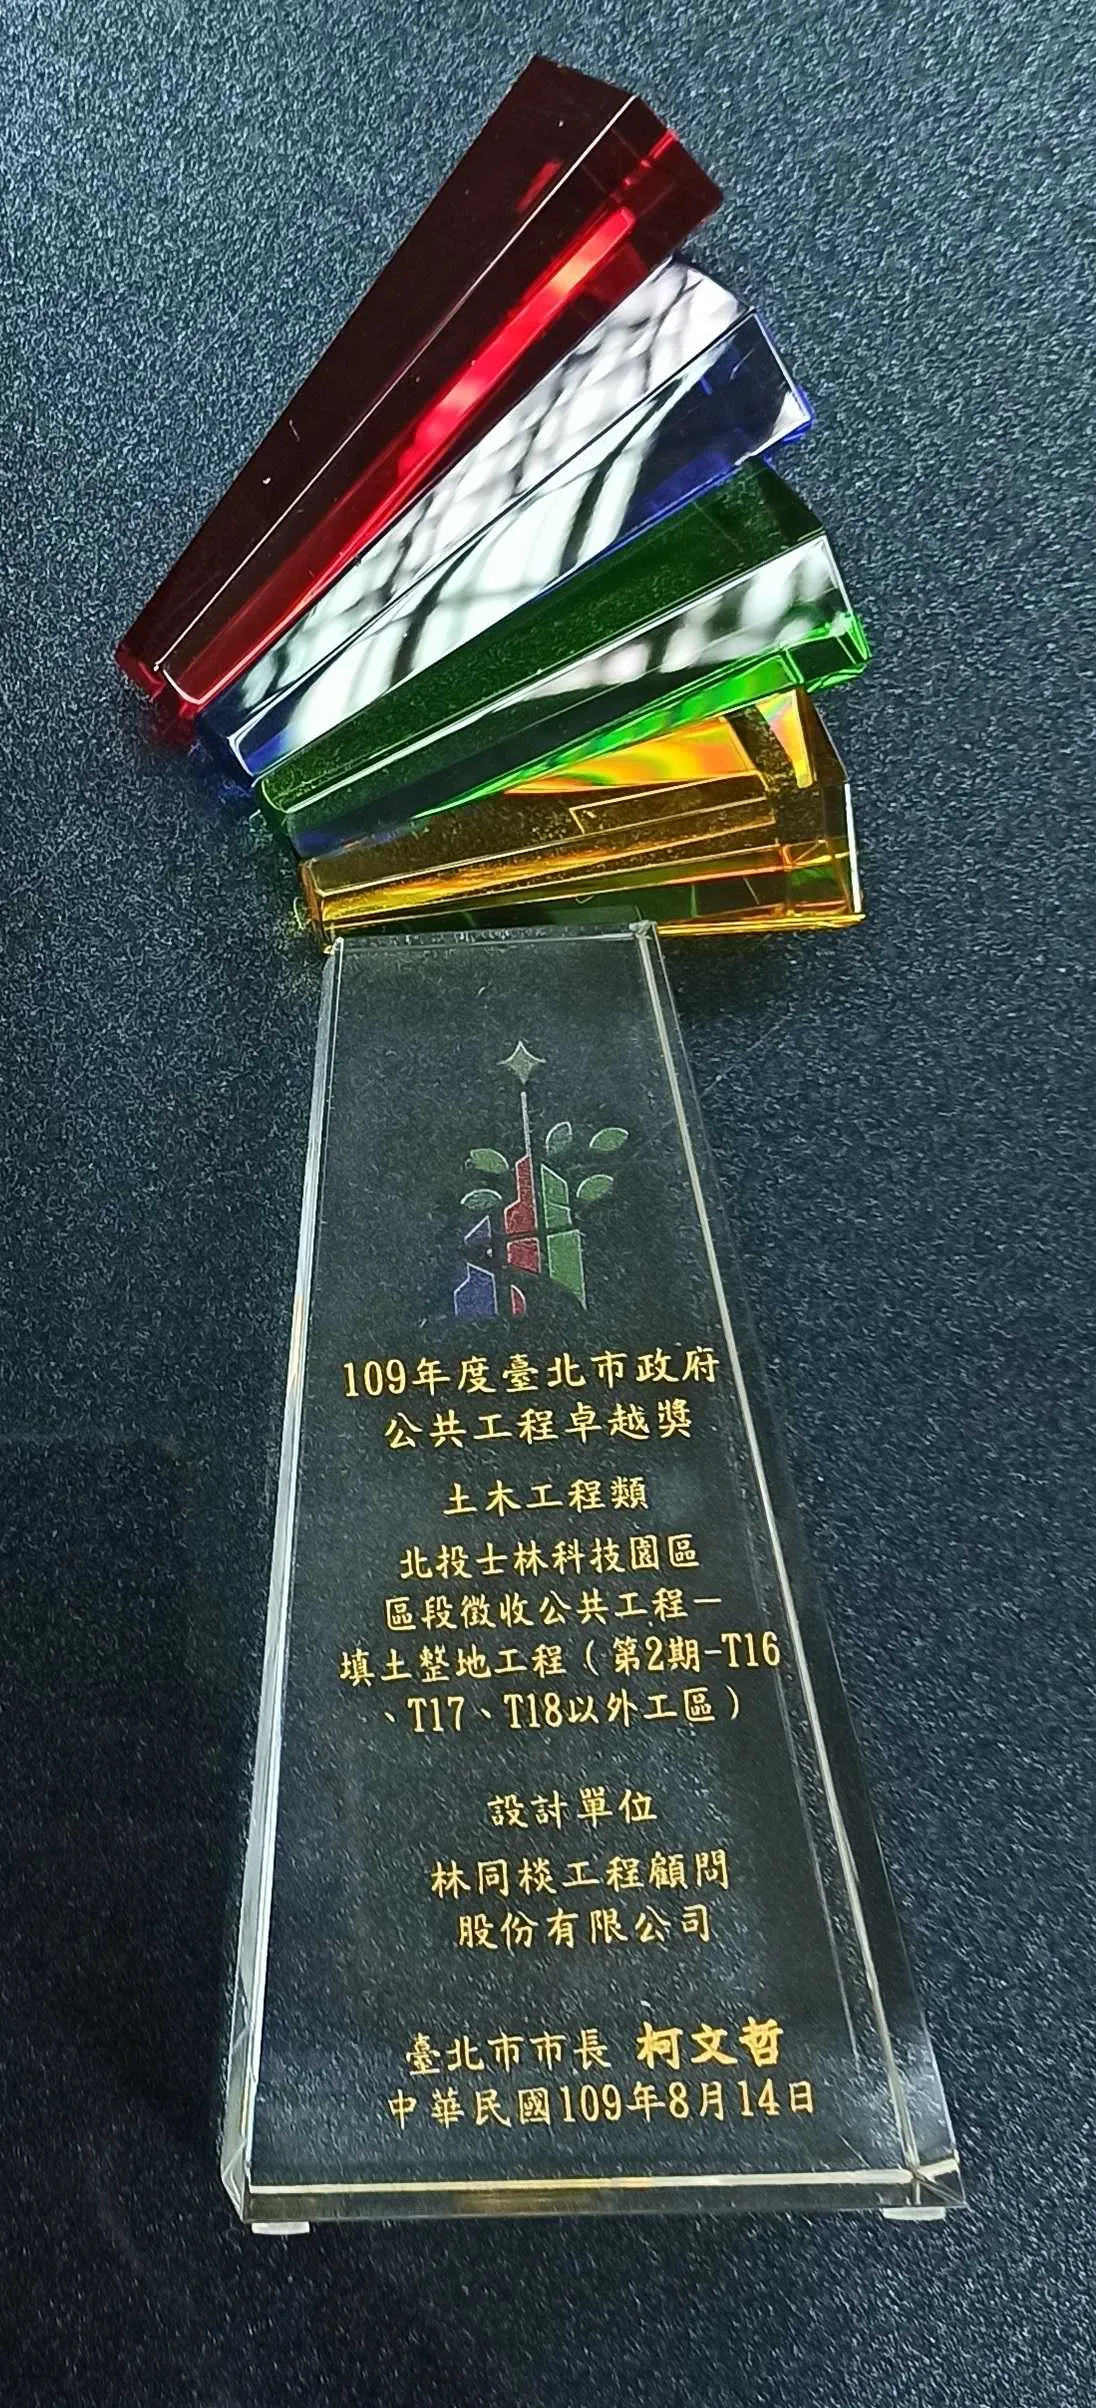 109年度臺北市政府
公共工程卓越獎
土木工程類
北投士林科技園區
區段徵收公共工程－
填土整地工程（第2期-T16
、T17、T18以外工區）
設計單位
林同棪工程顧問
股份有限公司
臺北市市長 柯文哲
中華民國109年8月14日